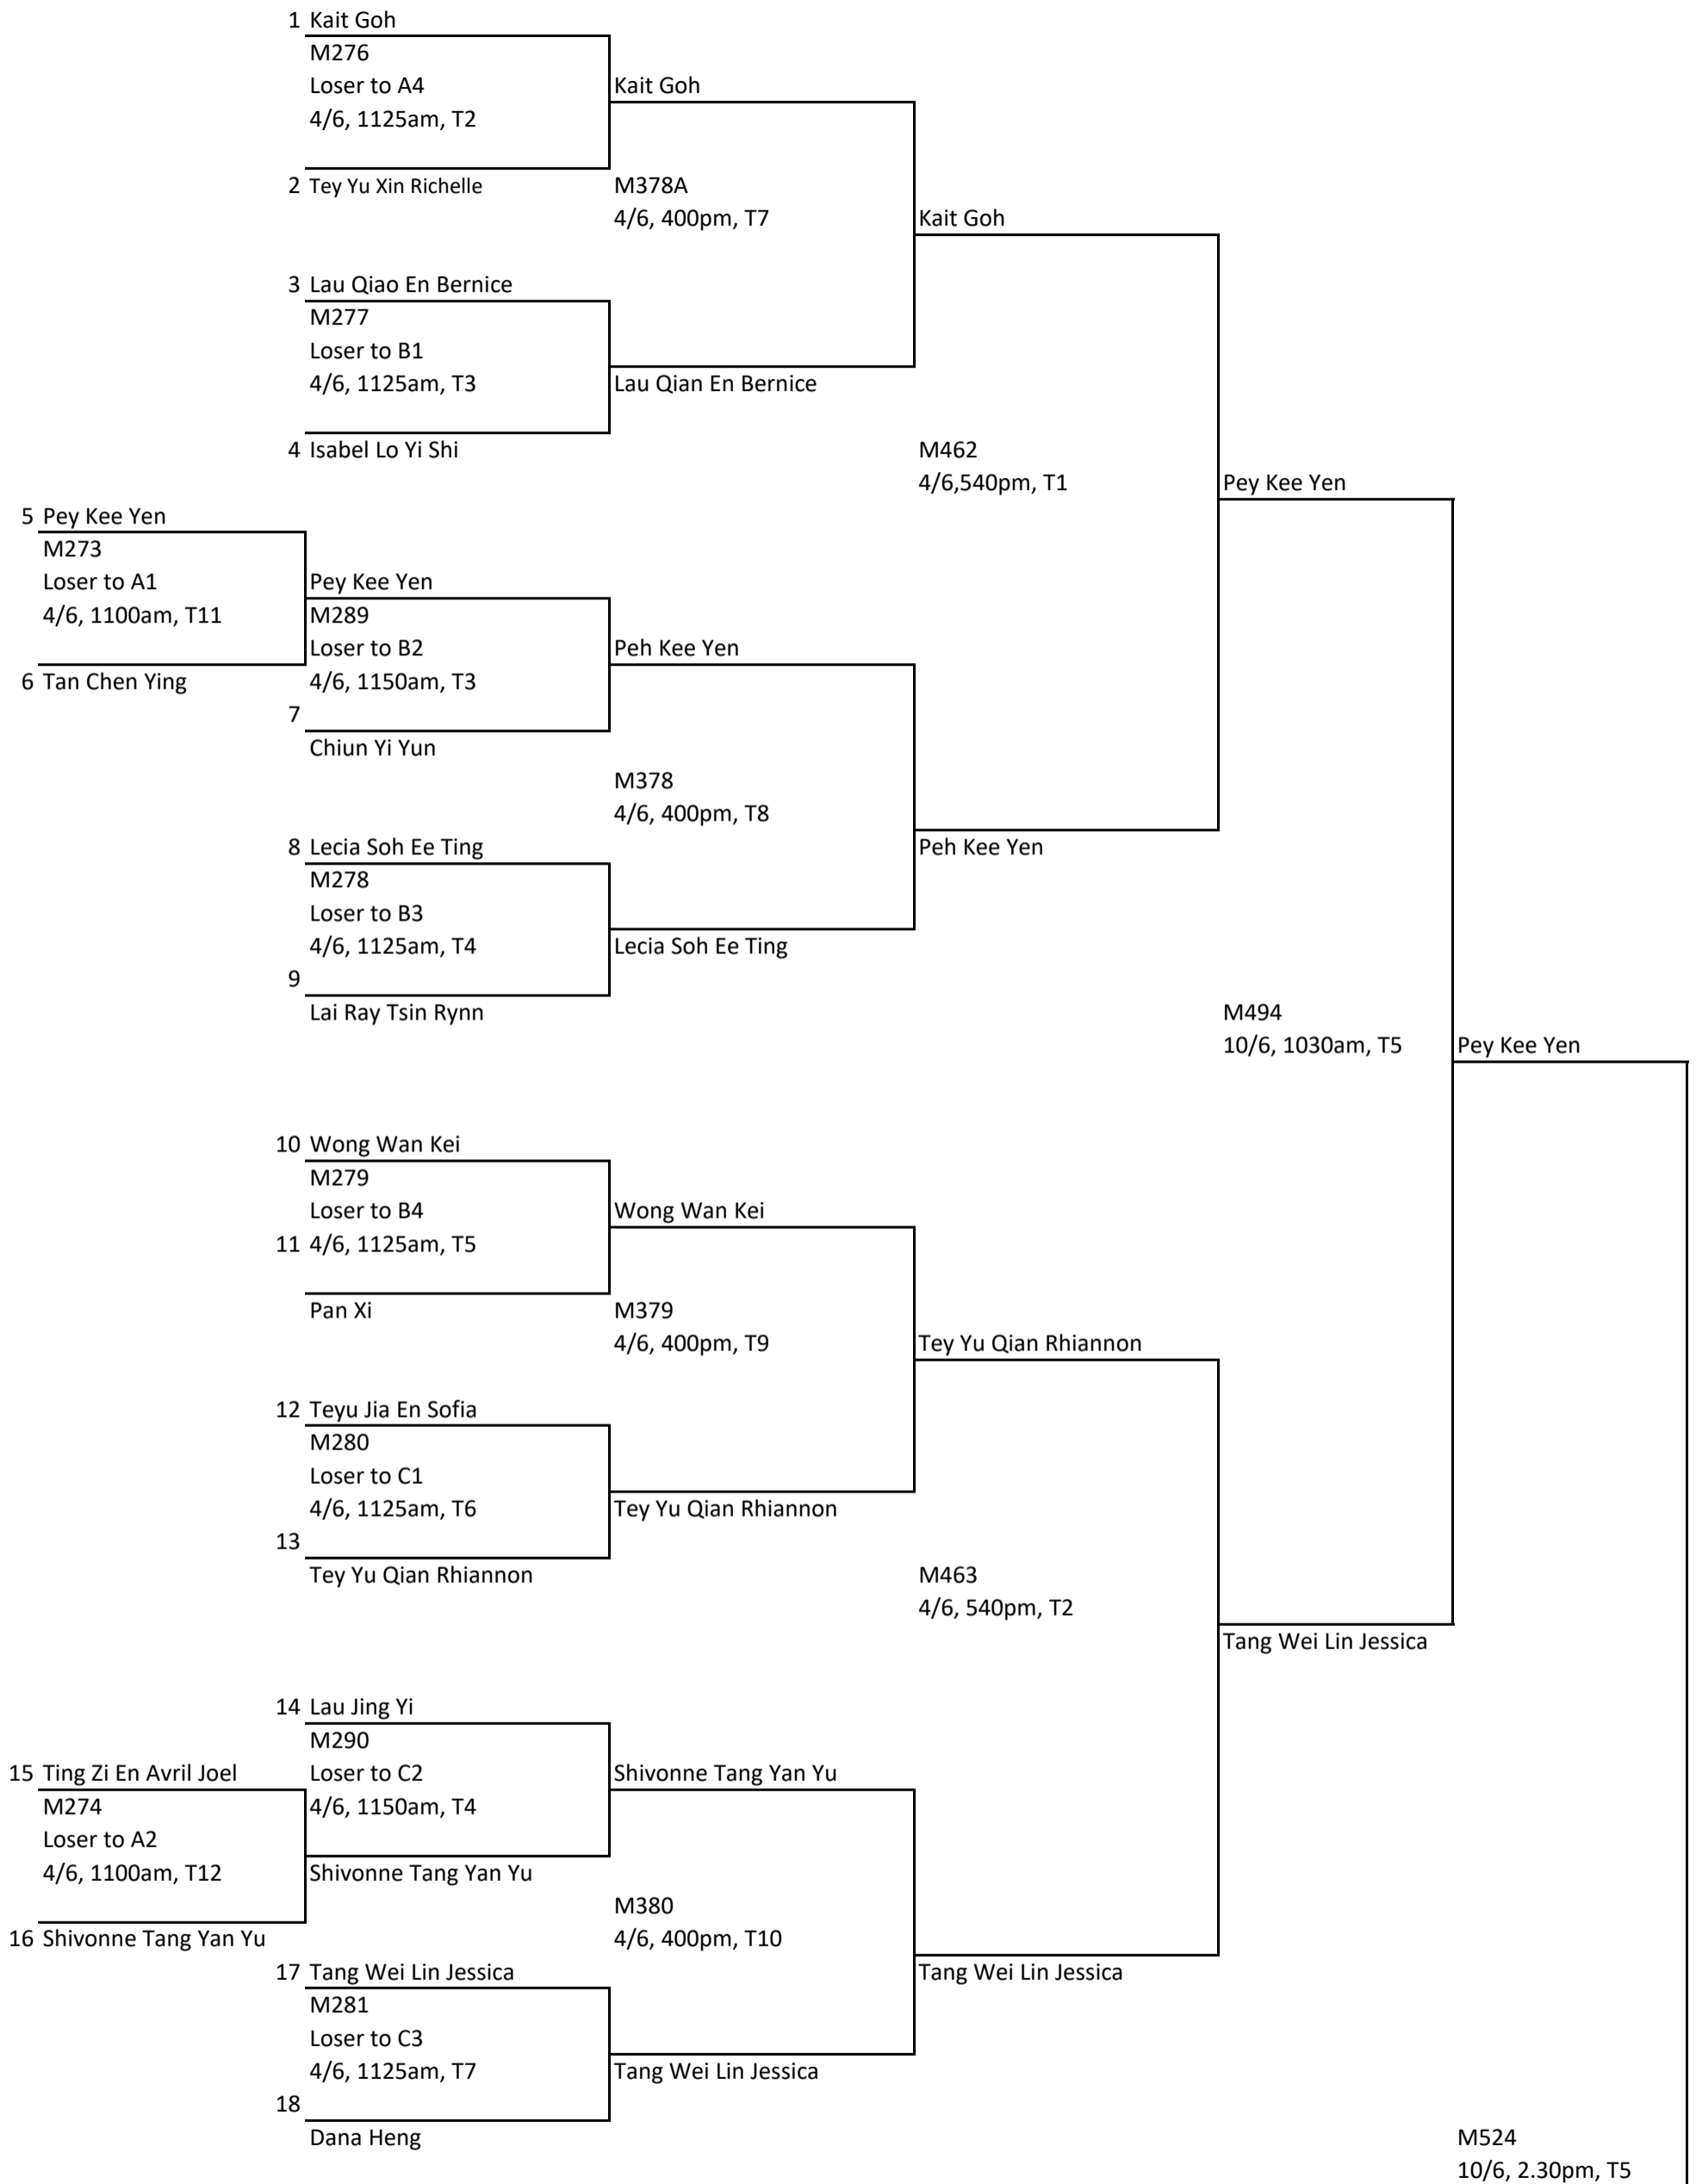 1 Kait Goh
M276
Loser to A4
Kait Goh
4/6, 1125am, T2
2 Tey Yu Xin Richelle
M378A
4/6, 400pm, T7
Kait Goh
3 Lau Qiao En Bernice
M277
Loser to B1
4/6, 1125am, T3
Lau Qian En Bernice
4 Isabel Lo Yi Shi
M462
4/6,540pm, T1
Pey Kee Yen
5 Pey Kee Yen
M273
Loser to A1
Pey Kee Yen
4/6, 1100am, T11
M289
Loser to B2
Peh Kee Yen
6 Tan Chen Ying
4/6, 1150am, T3
7
Chiun Yi Yun
M378
4/6, 400pm, T8
8 Lecia Soh Ee Ting
Peh Kee Yen
M278
Loser to B3
4/6, 1125am, T4
Lecia Soh Ee Ting
9
Lai Ray Tsin Rynn
M494
10/6, 1030am, T5
Pey Kee Yen
10 Wong Wan Kei
M279
Loser to B4
Wong Wan Kei
11 4/6, 1125am, T5
Pan Xi
M379
4/6, 400pm, T9
Tey Yu Qian Rhiannon
12 Teyu Jia En Sofia
M280
Loser to C1
4/6, 1125am, T6
Tey Yu Qian Rhiannon
13
Tey Yu Qian Rhiannon
M463
4/6, 540pm, T2
Tang Wei Lin Jessica
14 Lau Jing Yi
M290
15 Ting Zi En Avril Joel
Loser to C2
Shivonne Tang Yan Yu
M274
4/6, 1150am, T4
Loser to A2
4/6, 1100am, T12
Shivonne Tang Yan Yu
M380
16 Shivonne Tang Yan Yu
4/6, 400pm, T10
17 Tang Wei Lin Jessica
Tang Wei Lin Jessica
M281
Loser to C3
4/6, 1125am, T7
Tang Wei Lin Jessica
18
Dana Heng
M524
10/6, 2.30pm, T5